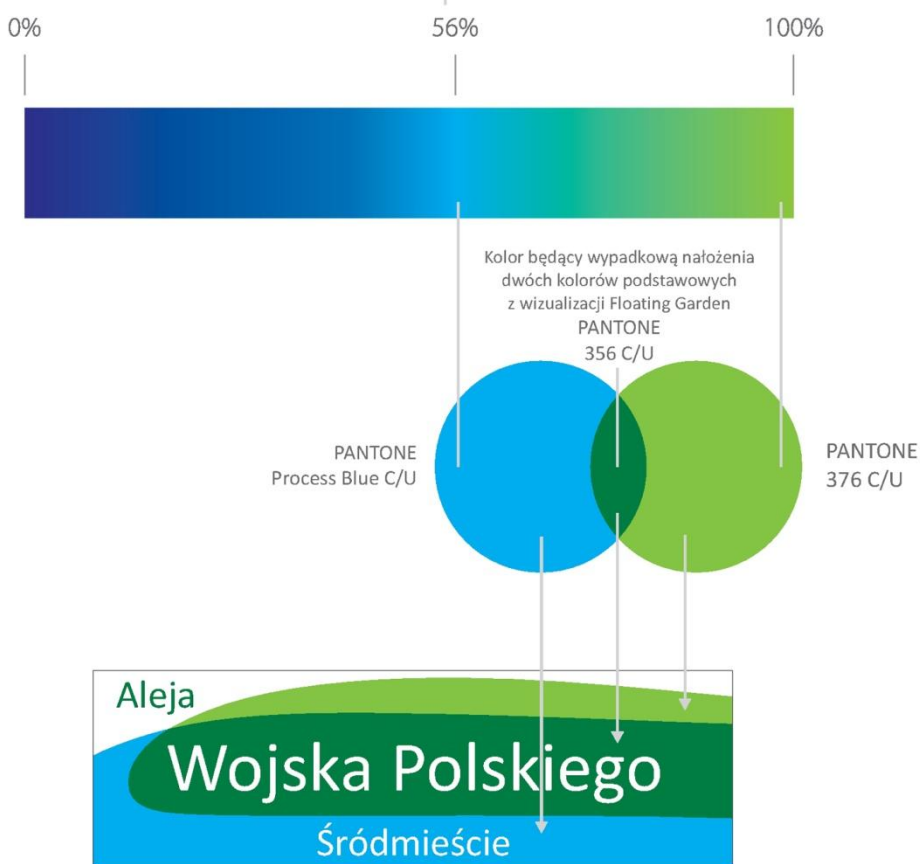 0% 56% 100%
Kolor będący wypadkową nałożenia
dwóch kolorów podstawowych
z wizualizacji Floating Garden
PANTONE
356 C/U
PANTONE
Process Blue C/U
PANTONE
376 C/U
Aleja
Wojska Polskiego
Śródmieście